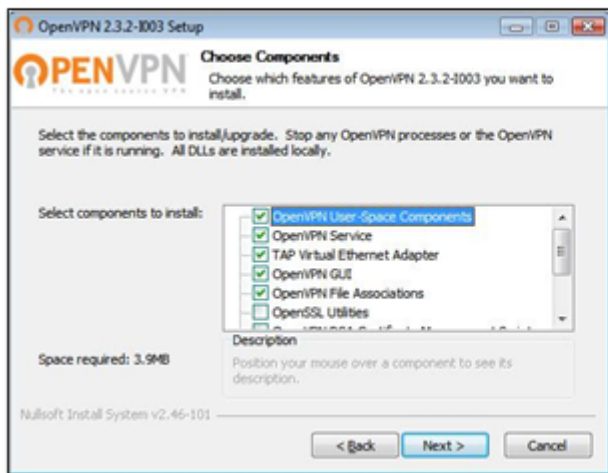 OpenVPN 2.3.2-I003 Setup
OPENVPN
The open source VPN
Choose Components
Choose which features of OpenVPN 2.3.2-I003 you want to
install.
Select the components to install/upgrade. Stop any OpenVPN processes or the OpenVPN
service if it is running. All DLLs are installed locally.
Select components to install:
OpenVPN User-Space Components
OpenVPN Service
TAP Virtual Ethernet Adapter
OpenVPN GUI
OpenVPN File Associations
OpenSSL Utilities
Space required: 3.9MB
Description
Position your mouse over a component to see its
description.
Nullsoft Install System v2.46-101
< Back
Next >
Cancel